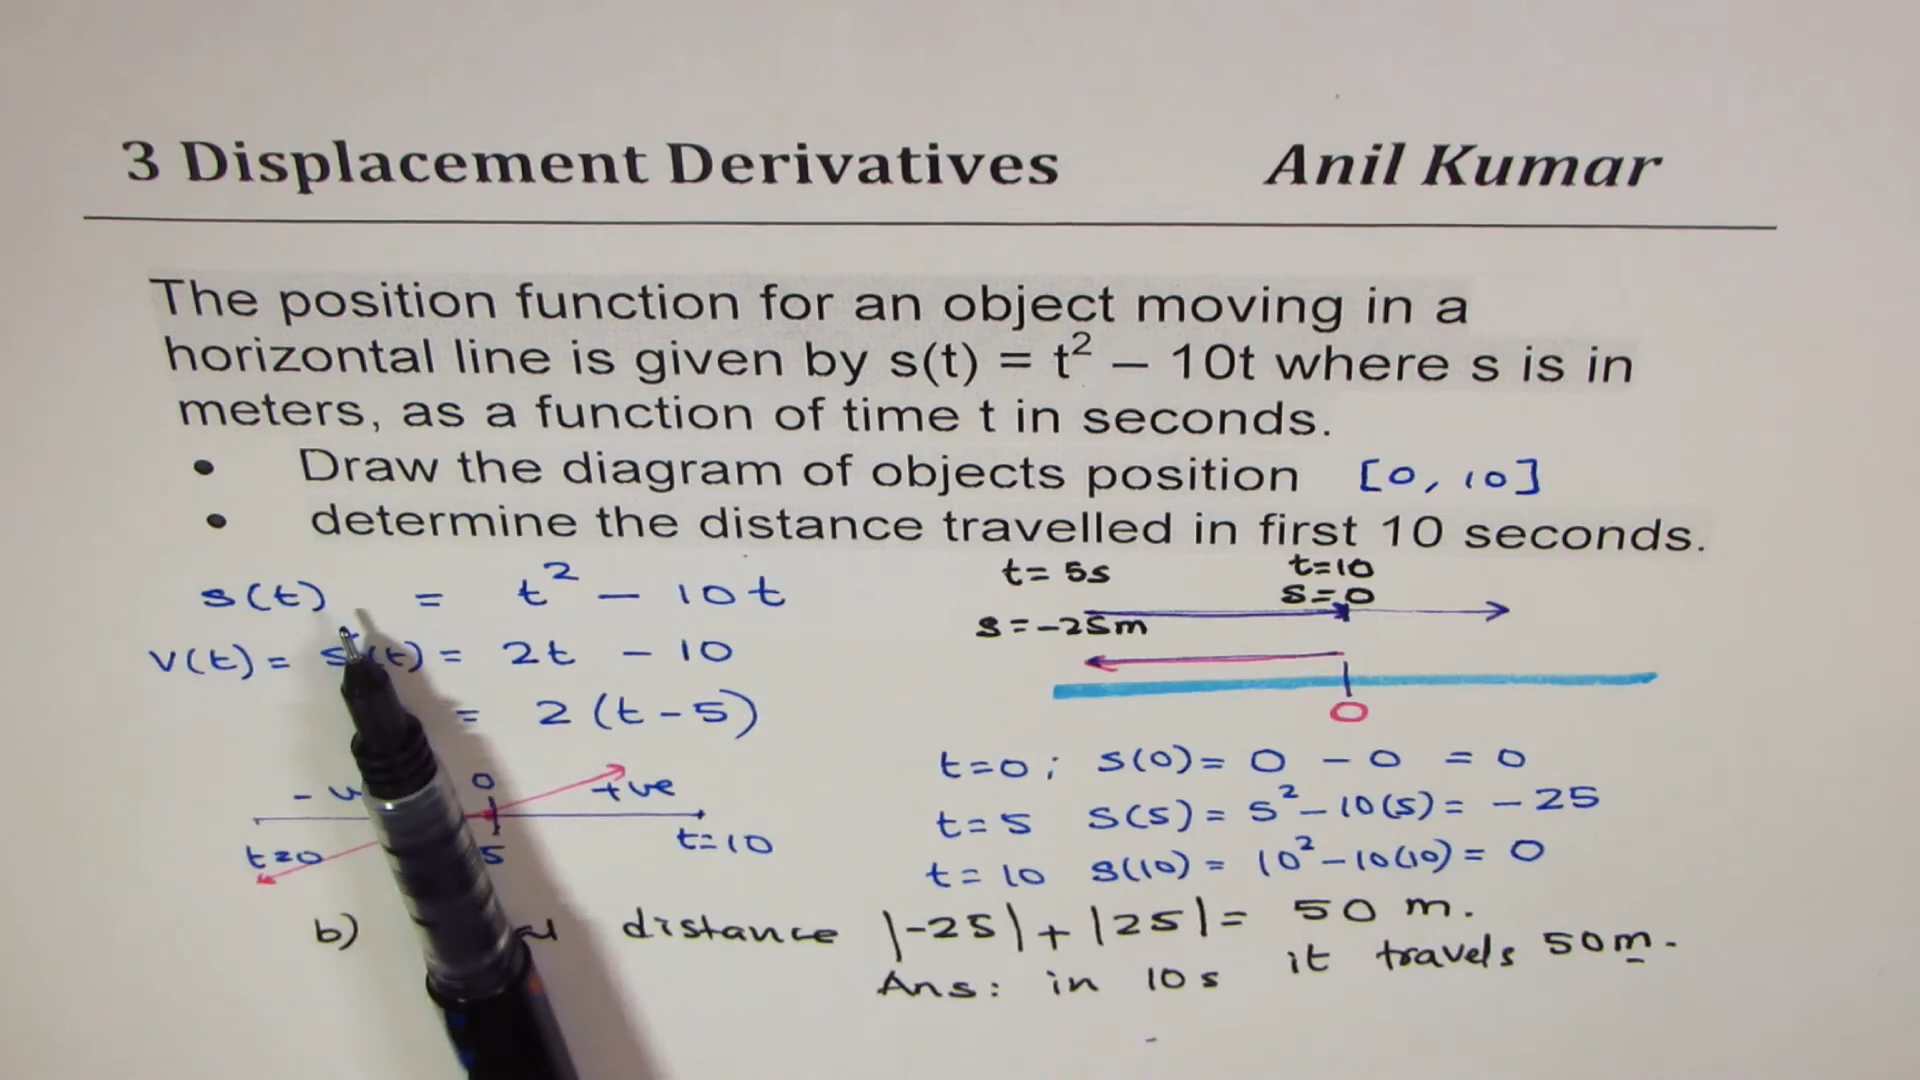 3 Displacement Derivatives Anil Kumar
The position function for an object moving in a
horizontal line is given by s(t) = t² – 10t where s is in
meters, as a function of time t in seconds.
• Draw the diagram of objects position [0, 10]
• determine the distance travelled in first 10 seconds.
s(t) = t² - 10t
v(t) = s'(t) = 2t - 10
= 2(t - 5)
0 +ve
t=0 5 t=10
t= 5s t=10
s=0
s=-25m
0
t=0; s(0)= 0 - 0 = 0
t=5 s(5)= 5²-10(5)= -25
t=10 s(10)= 10²-10(10)= 0
b) distance |-25|+|25|= 50 m.
Ans: in 10s it travels 50m.